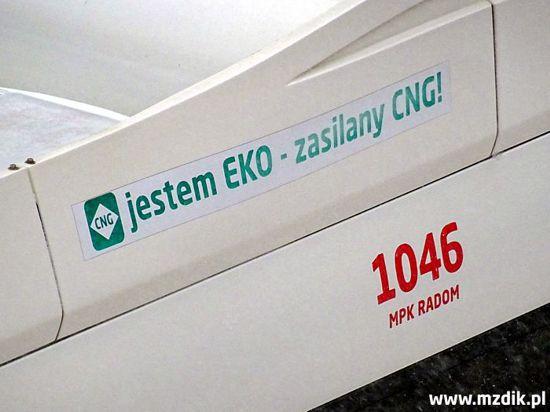 CNG jestem EKO - zasilany CNG!
1046
MPK RADOM
www.mzdik.pl